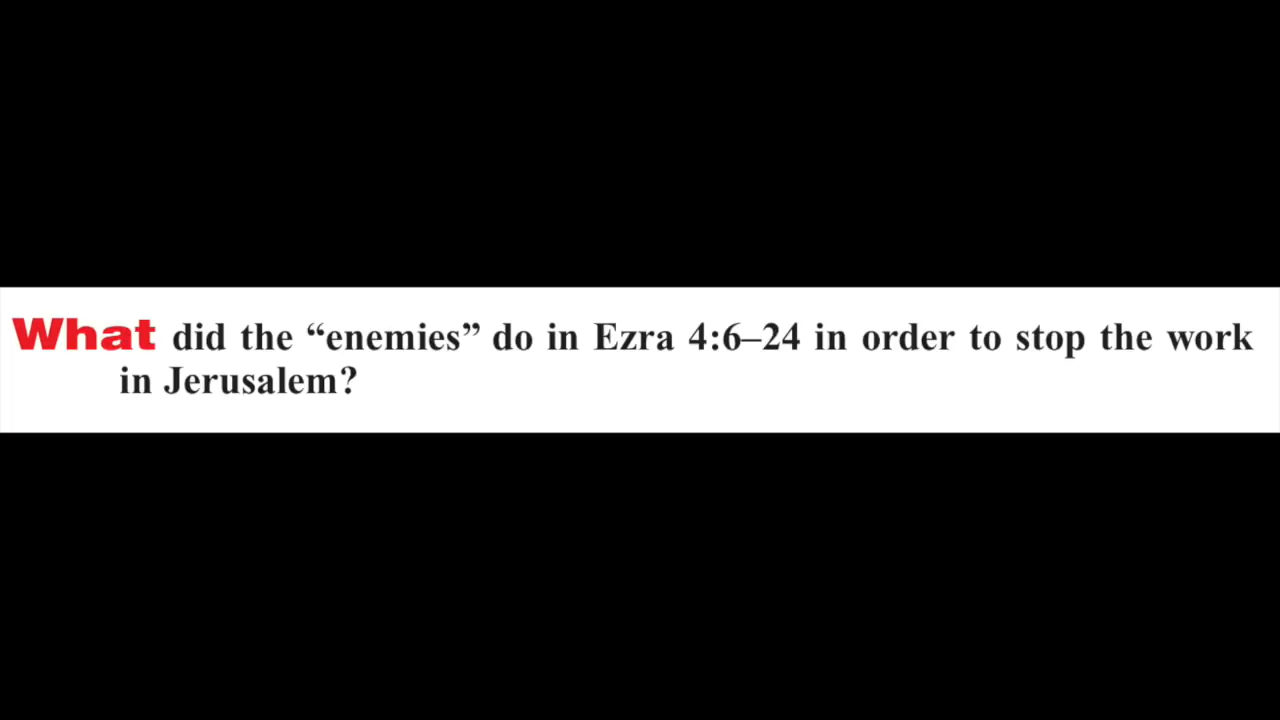 What did the “enemies” do in Ezra 4:6–24 in order to stop the work
in Jerusalem?